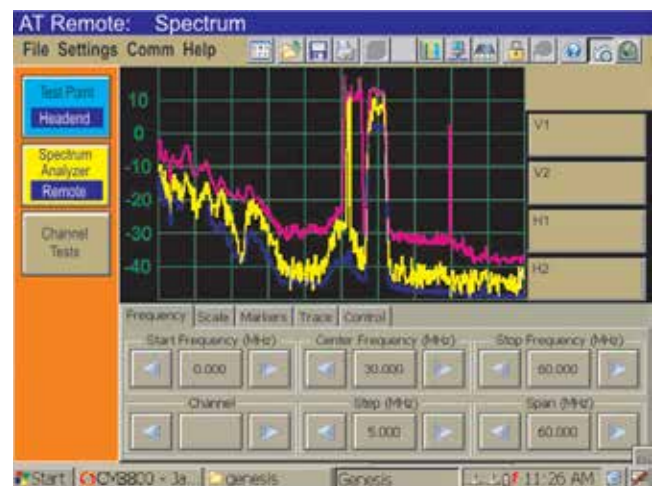 AT Remote: Spectrum
File Settings Comm Help
Test Point
Headend
Spectrum
Analyzer
Remote
Channel
Tests
10
0
-10
-20
-30
-40
V1
V2
H1
H2
Frequency Scale Markers Trace Control
Start Frequency (MHz) Center Frequency (MHz) Stop Frequency (MHz)
0.000 30.000 60.000
Channel Step (MHz) Span (MHz)
5.000 60.000
Start CM3800 - Ja... genesis Genesis 11:26 AM